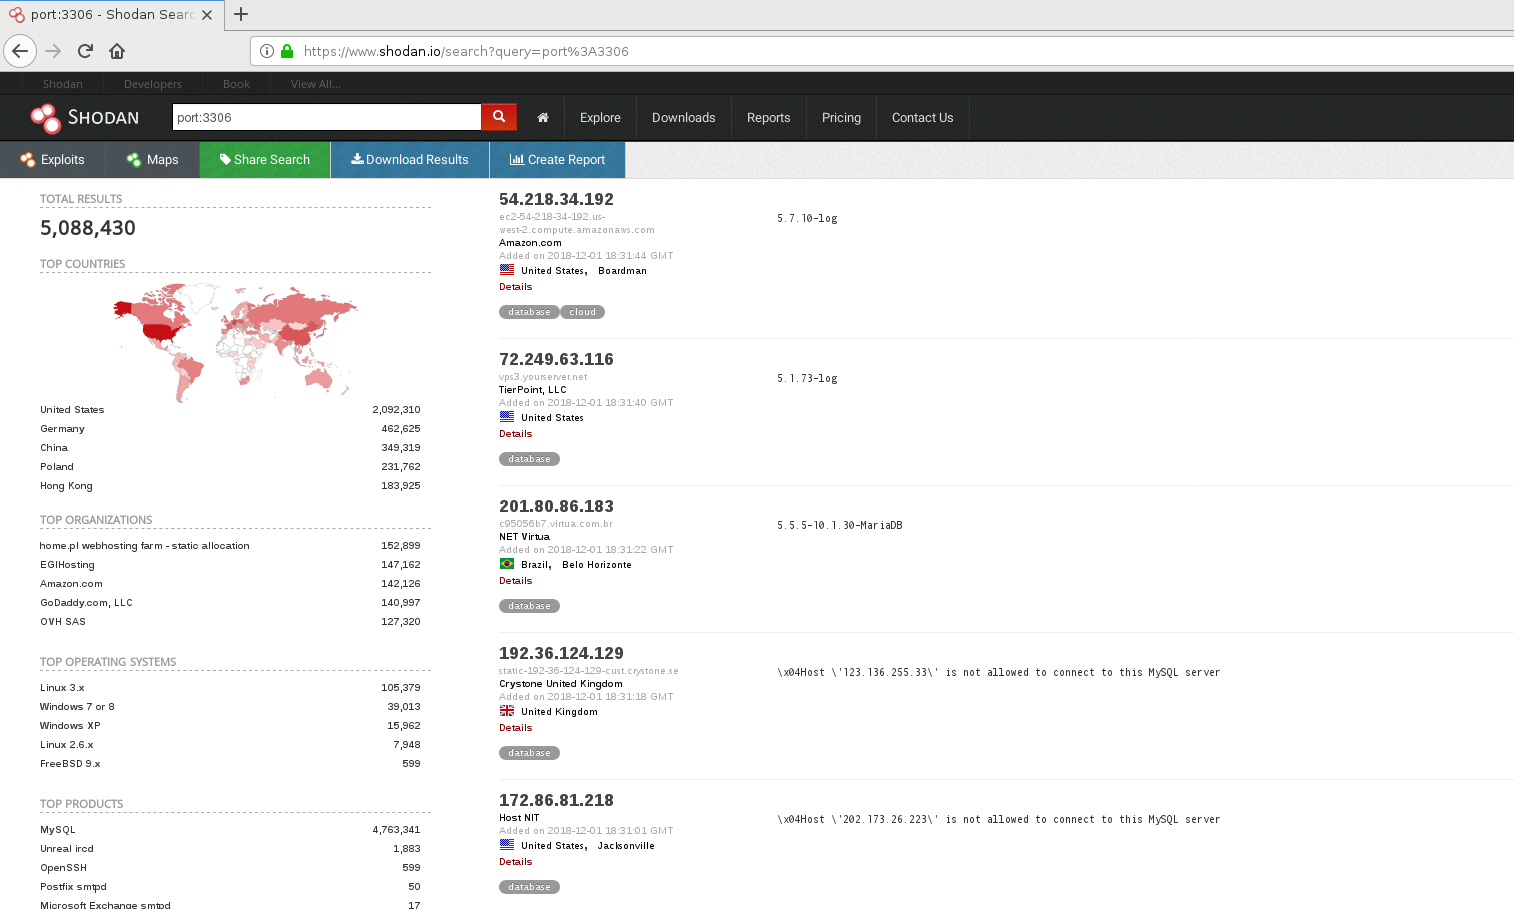 port:3306 - Shodan Searc
https://www.shodan.io/search?query=port%3A3306
Shodan Developers Book View All...
SHODAN port:3306 Explore Downloads Reports Pricing Contact Us
Exploits Maps Share Search Download Results Create Report
TOTAL RESULTS
5,088,430
TOP COUNTRIES
United States 2,092,310
Germany 462,625
China 349,319
Poland 231,762
Hong Kong 183,925
TOP ORGANIZATIONS
home.pl webhosting farm - static allocation 152,899
EGIHosting 147,162
Amazon.com 142,126
GoDaddy.com, LLC 140,997
OVH SAS 127,320
TOP OPERATING SYSTEMS
Linux 3.x 105,379
Windows 7 or 8 39,013
Windows XP 15,962
Linux 2.6.x 7,948
FreeBSD 9.x 599
TOP PRODUCTS
MySQL 4,763,341
Unreal ircd 1,883
OpenSSH 599
Postfix smtpd 50
Microsoft Exchange smtpd 17
54.218.34.192
ec2-54-218-34-192.us-
west-2.compute.amazonaws.com
Amazon.com
Added on 2018-12-01 18:31:44 GMT
United States, Boardman
Details
database cloud
5.7.10-log
72.249.63.116
vps3.yourserver.net
TierPoint, LLC
Added on 2018-12-01 18:31:40 GMT
United States
Details
database
5.1.73-log
201.80.86.183
c95056b7.virtua.com.br
NET Virtua
Added on 2018-12-01 18:31:22 GMT
Brazil, Belo Horizonte
Details
database
5.5.5-10.1.30-MariaDB
192.36.124.129
static-192-36-124-129-cust.crystone.se
Crystone United Kingdom
Added on 2018-12-01 18:31:18 GMT
United Kingdom
Details
database
\x04Host \'123.136.255.33\' is not allowed to connect to this MySQL server
172.86.81.218
Host NIT
Added on 2018-12-01 18:31:01 GMT
United States, Jacksonville
Details
database
\x04Host \'202.173.26.223\' is not allowed to connect to this MySQL server